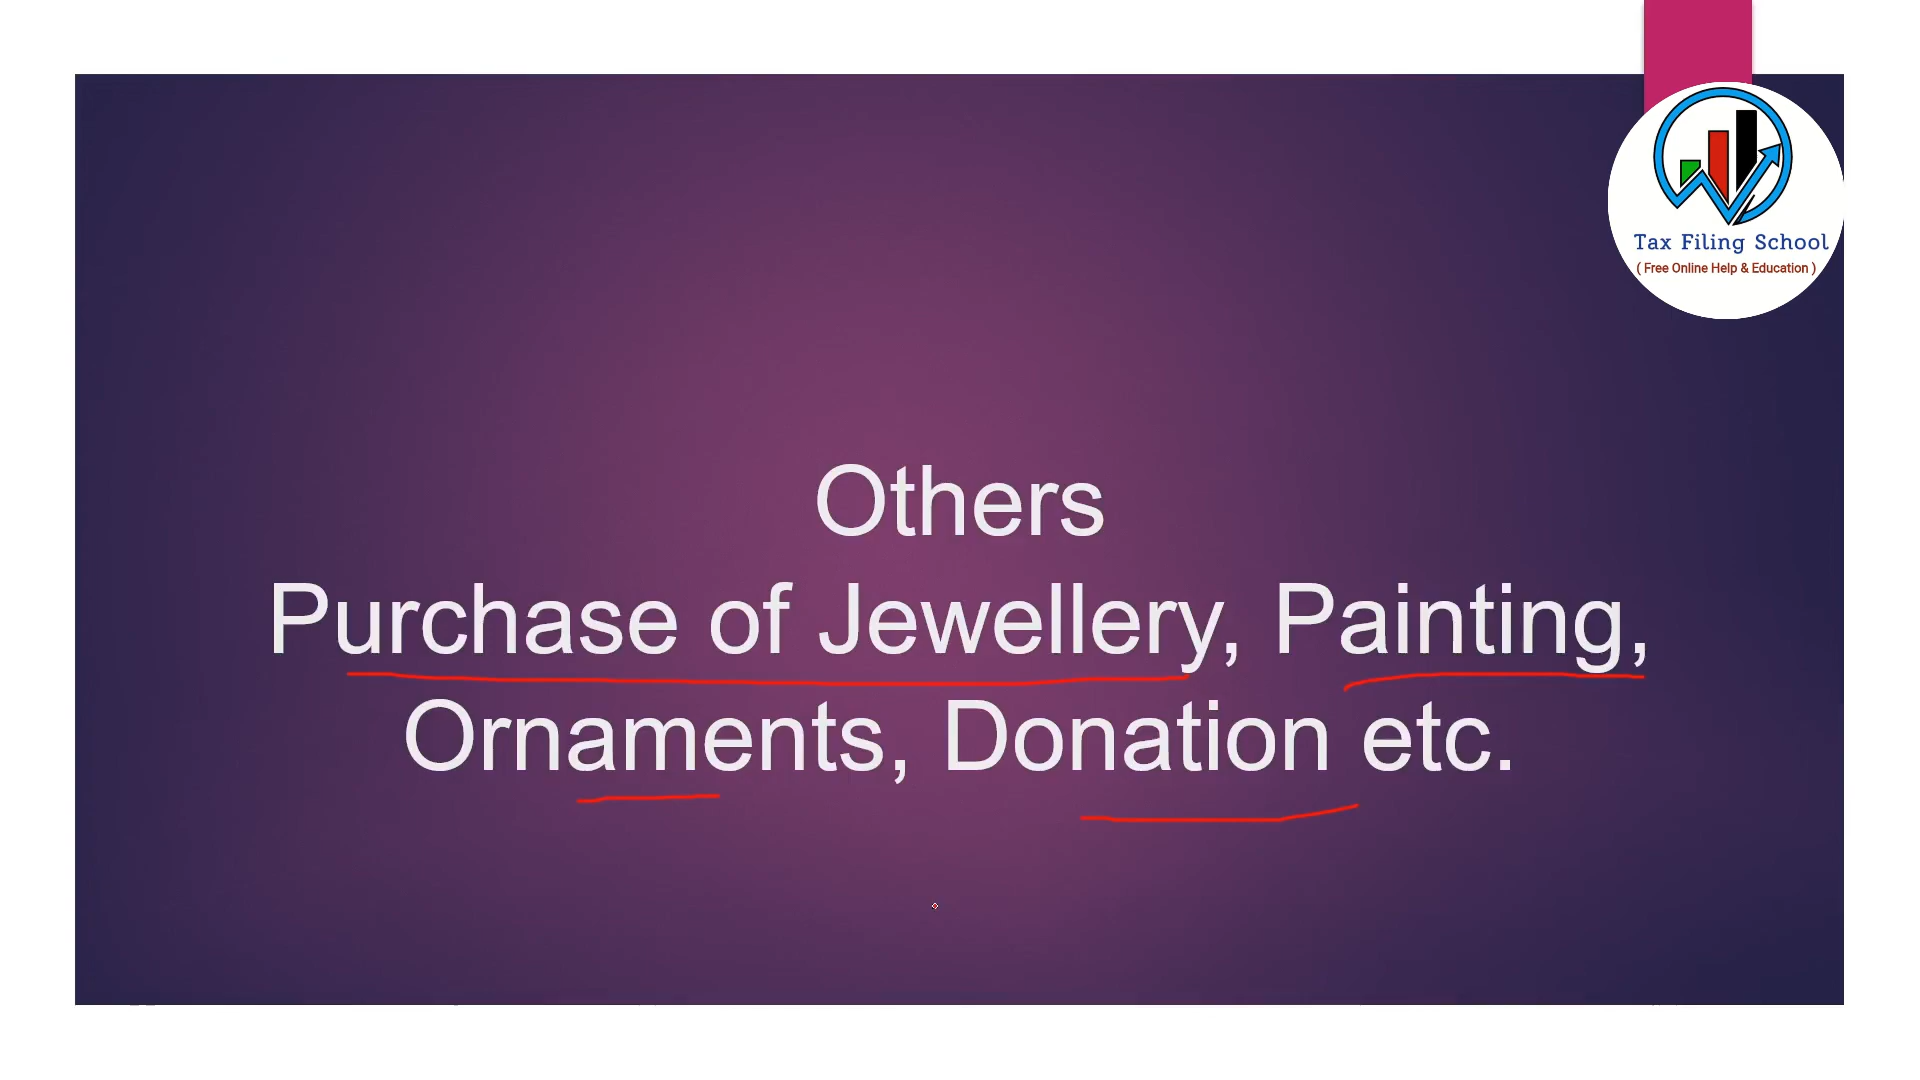 Tax Filing School
( Free Online Help & Education )
Others
Purchase of Jewellery, Painting,
Ornaments, Donation etc.